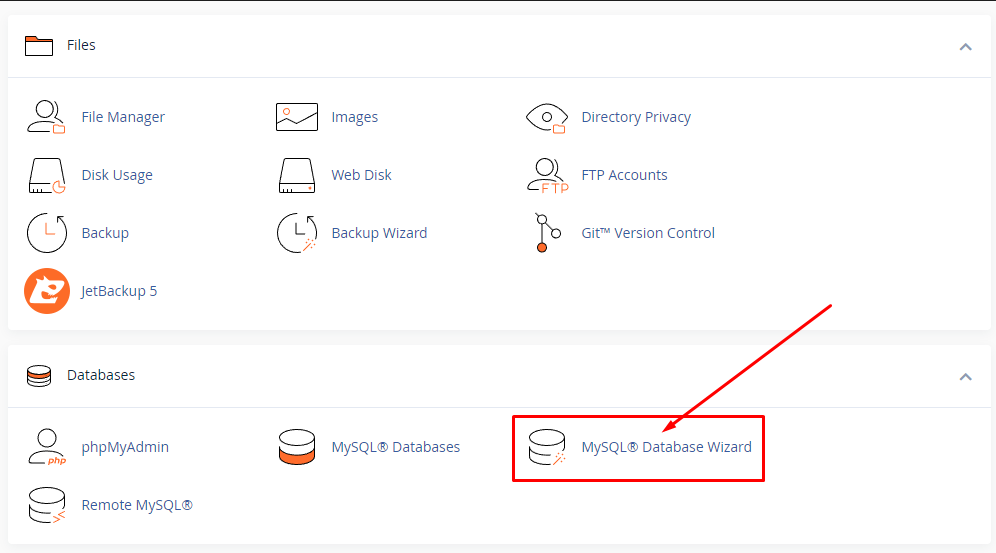 Files
File Manager
Images
Directory Privacy
Disk Usage
Web Disk
FTP
FTP Accounts
Backup
Backup Wizard
Git™ Version Control
JetBackup 5
Databases
php
phpMyAdmin
MySQL® Databases
MySQL® Database Wizard
Remote MySQL®